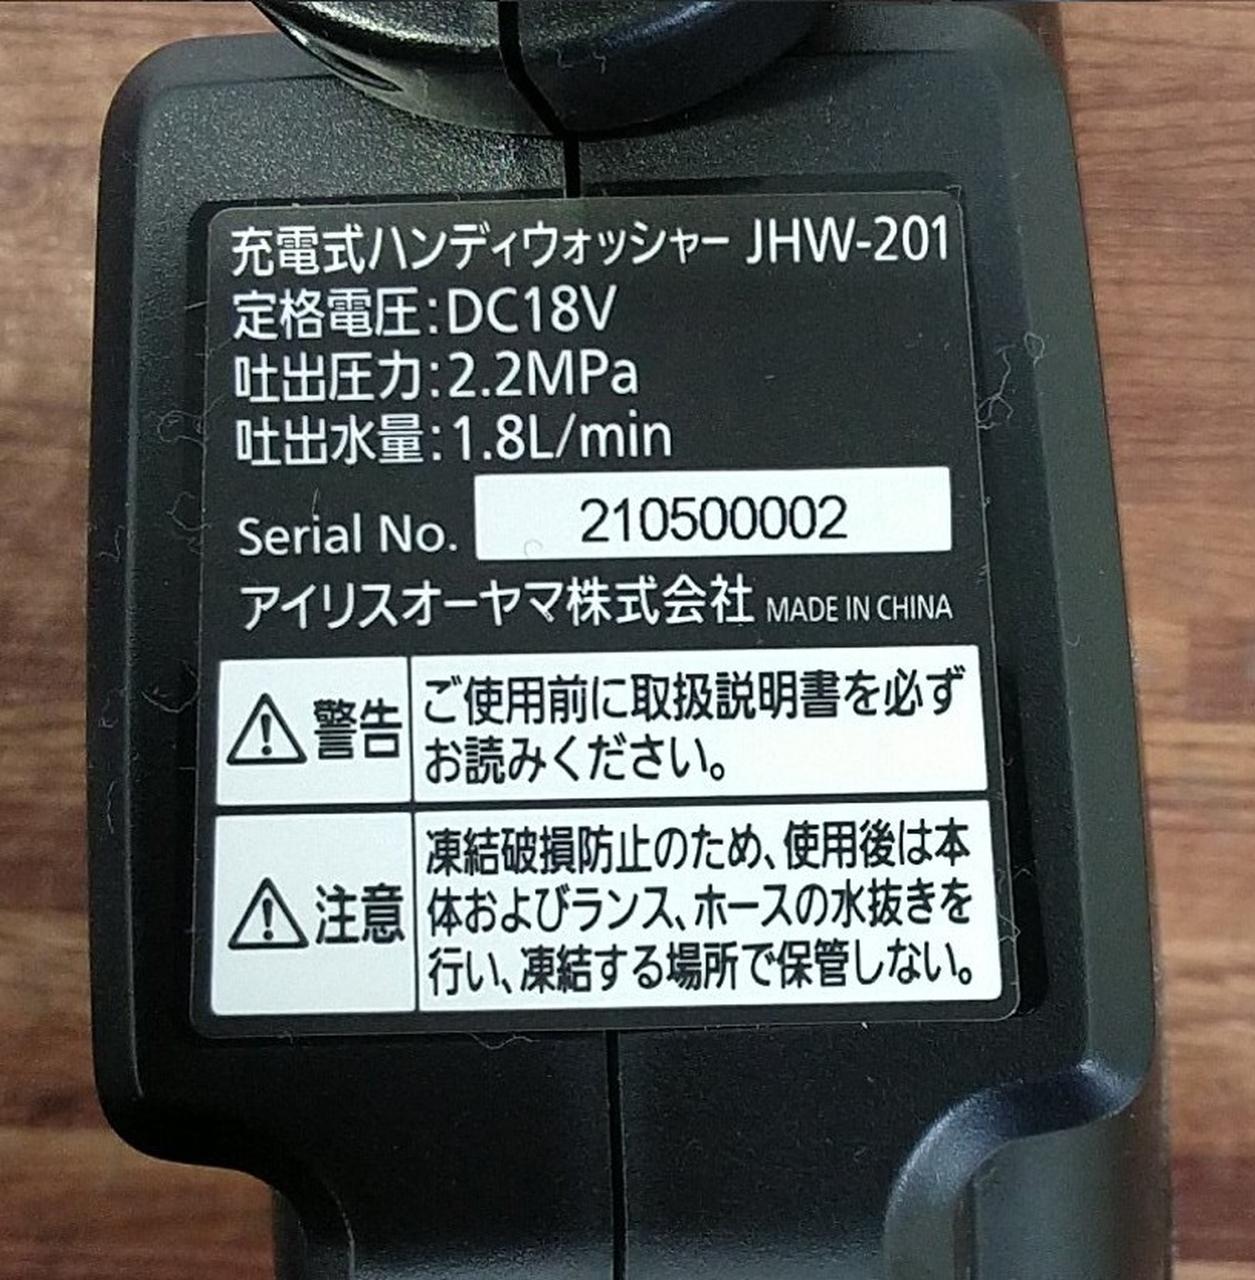 充電式ハンディウォッシャー JHW-201
定格電圧:DC18V
吐出圧力:2.2MPa
吐出水量:1.8L/min
Serial No. 210500002
アイリスオーヤマ株式会社 MADE IN CHINA
警告
ご使用前に取扱説明書を必ず
お読みください。
注意
凍結破損防止のため、使用後は本
体およびランス、ホースの水抜きを
行い、凍結する場所で保管しない。